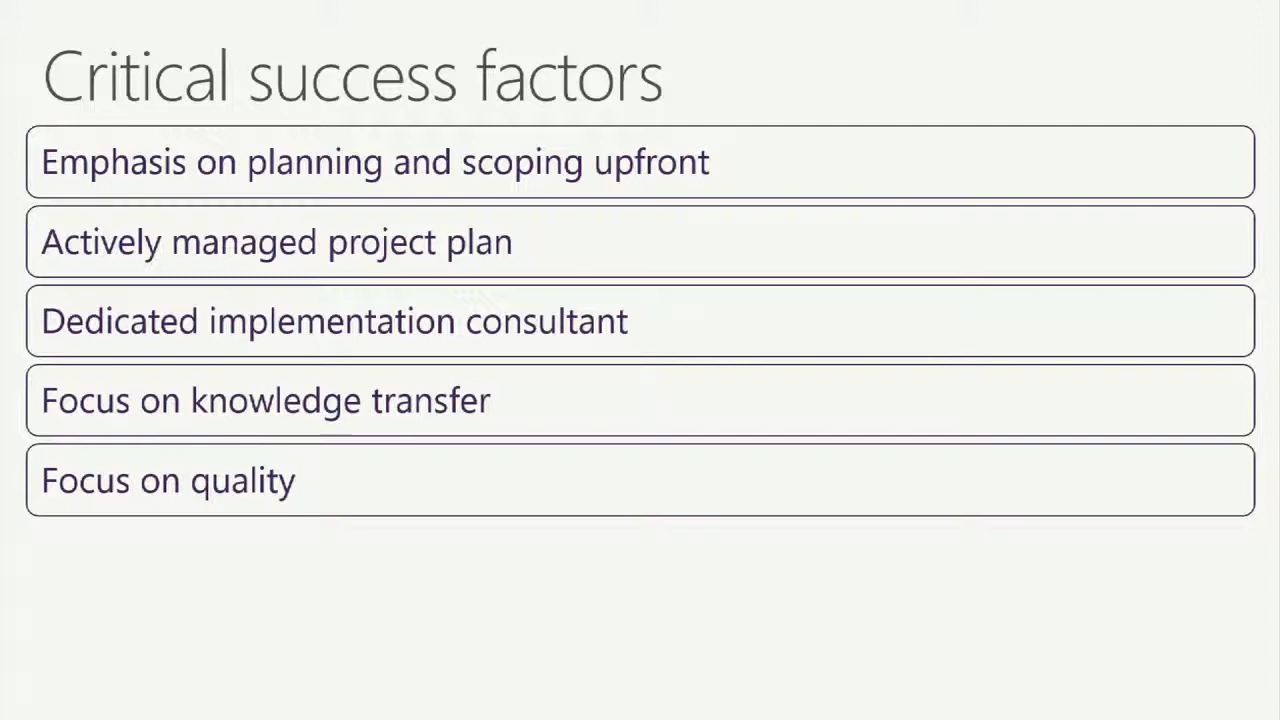 Critical success factors
Emphasis on planning and scoping upfront
Actively managed project plan
Dedicated implementation consultant
Focus on knowledge transfer
Focus on quality